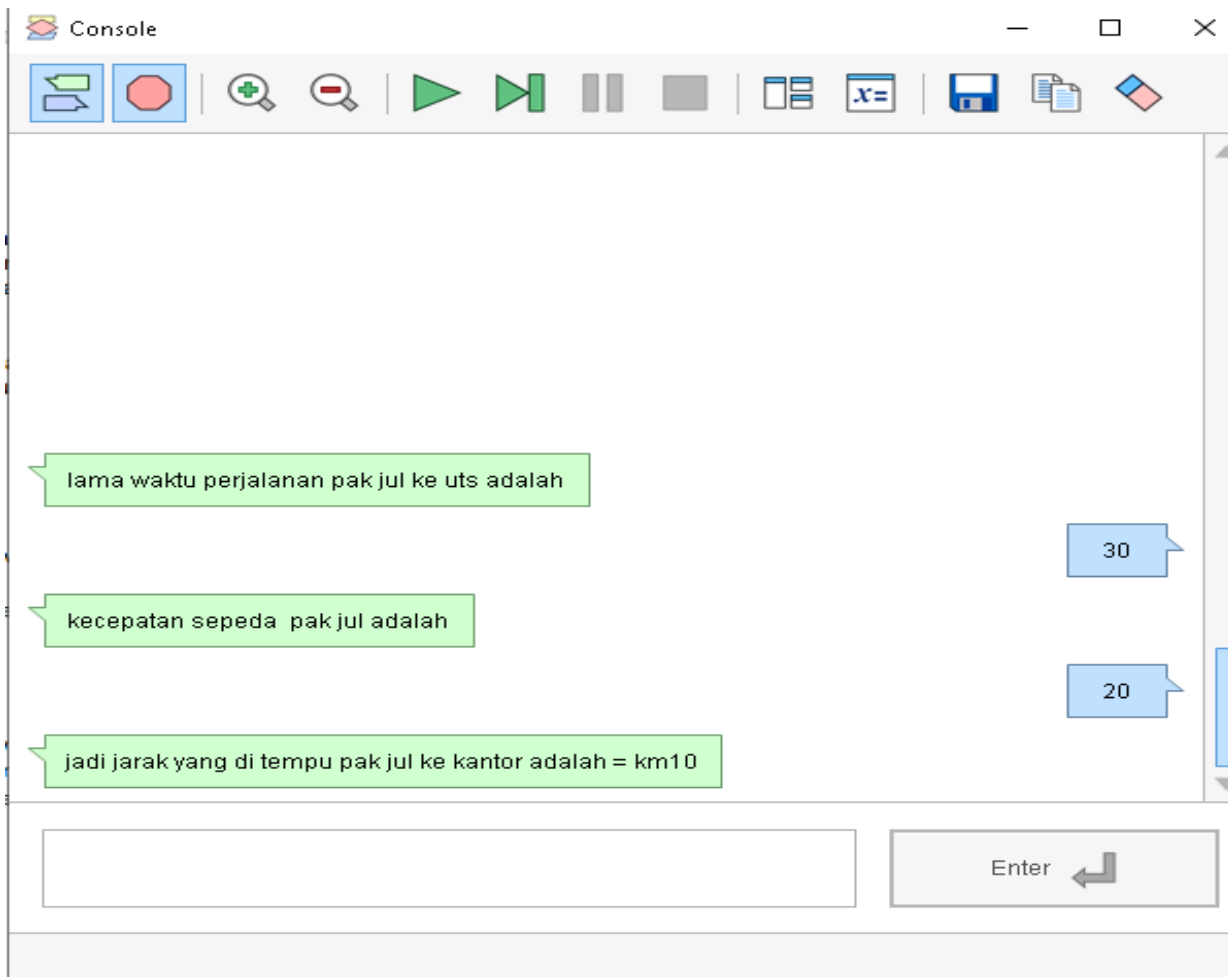 Console
x=
lama waktu perjalanan pak jul ke uts adalah
30
kecepatan sepeda  pak jul adalah
20
jadi jarak yang di tempu pak jul ke kantor adalah = km10
Enter